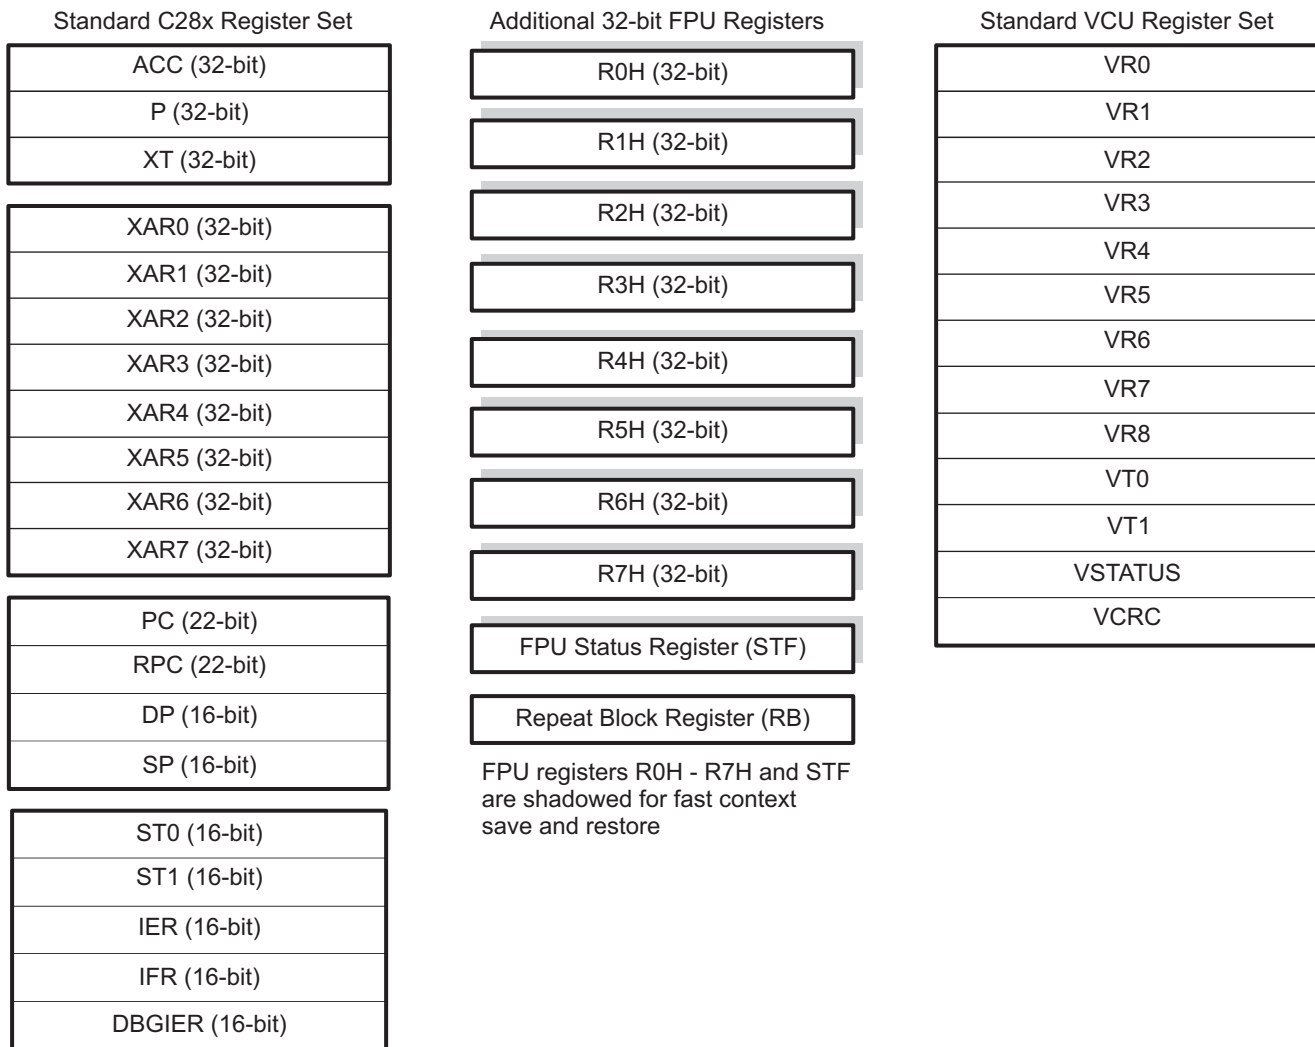 Standard C28x Register Set
ACC (32-bit)
P (32-bit)
XT (32-bit)
XAR0 (32-bit)
XAR1 (32-bit)
XAR2 (32-bit)
XAR3 (32-bit)
XAR4 (32-bit)
XAR5 (32-bit)
XAR6 (32-bit)
XAR7 (32-bit)
PC (22-bit)
RPC (22-bit)
DP (16-bit)
SP (16-bit)
ST0 (16-bit)
ST1 (16-bit)
IER (16-bit)
IFR (16-bit)
DBGIER (16-bit)
Additional 32-bit FPU Registers
R0H (32-bit)
R1H (32-bit)
R2H (32-bit)
R3H (32-bit)
R4H (32-bit)
R5H (32-bit)
R6H (32-bit)
R7H (32-bit)
FPU Status Register (STF)
Repeat Block Register (RB)
FPU registers R0H - R7H and STF
are shadowed for fast context
save and restore
Standard VCU Register Set
VR0
VR1
VR2
VR3
VR4
VR5
VR6
VR7
VR8
VT0
VT1
VSTATUS
VCRC